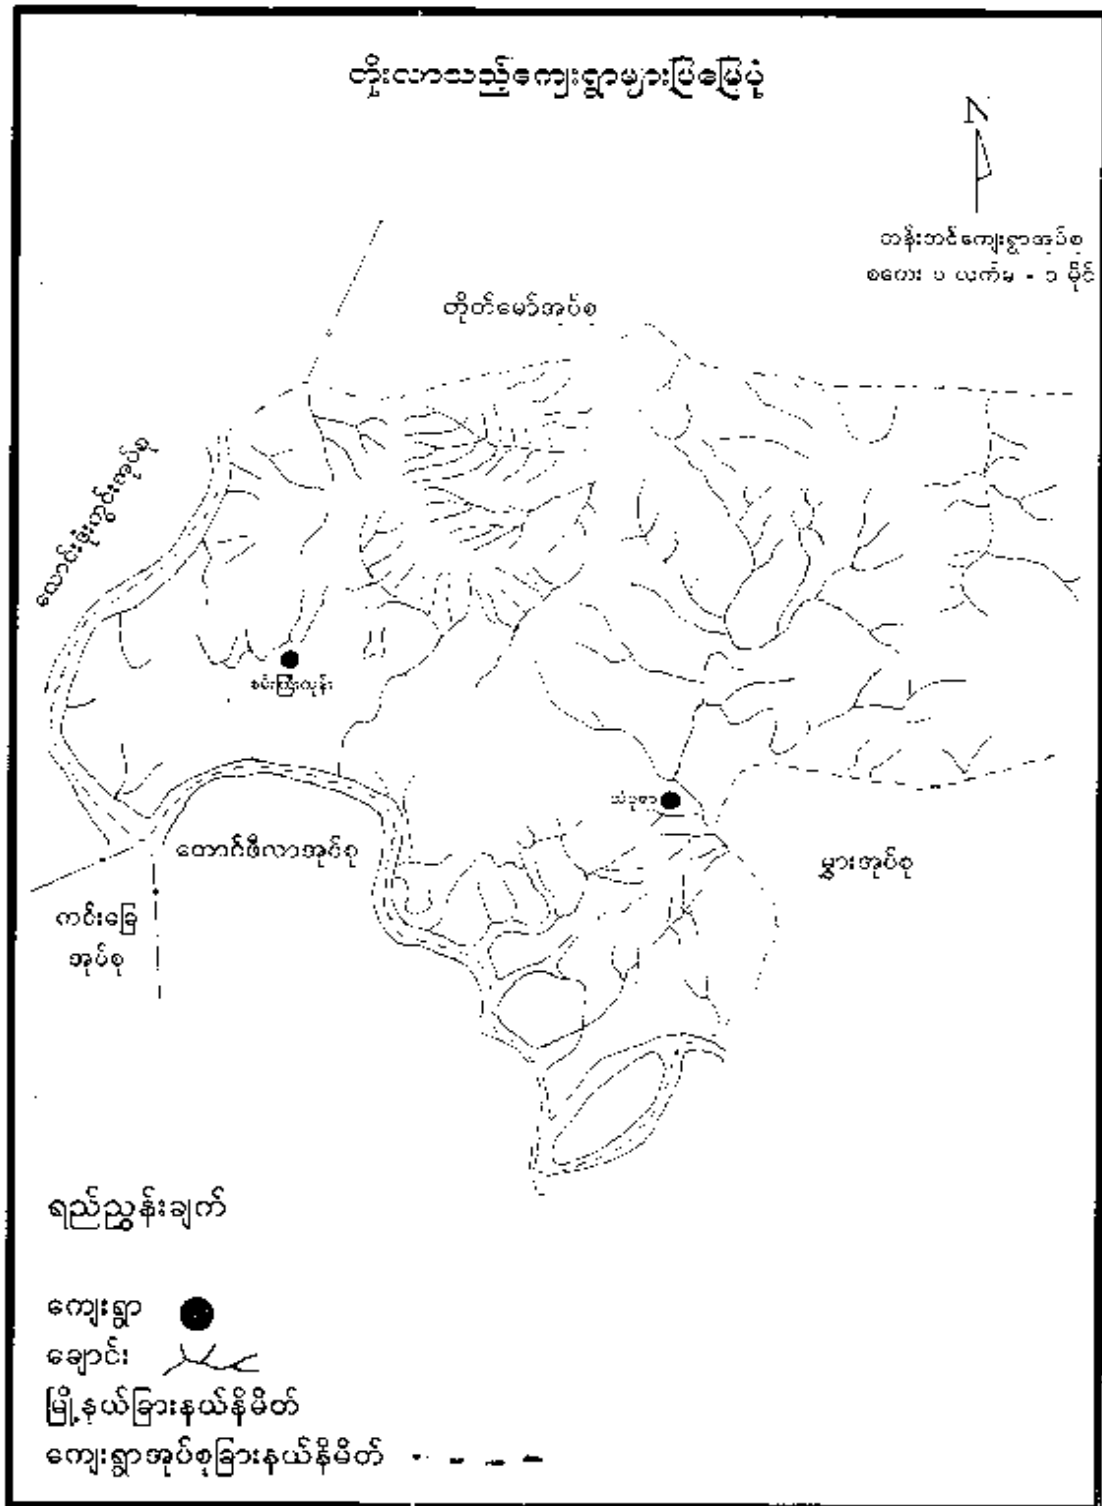 တိုးလာသည့်ကျေးရွာများပြမြေပုံ
N
တန်းဘင်ကျေးရွာအုပ်စု
စကေး ၁ လက်မ - ၁ မိုင်
တိုတ်မော်အုပ်စု
လောင်းဖိုးကွင်းအုပ်စု
စမ်းကြီးကုန်း
တောင်ဖီလာအုပ်စု
မွှားအုပ်စု
ကင်းခြေ
အုပ်စု
ရည်ညွှန်းချက်
ကျေးရွာ
ချောင်း
မြို့နယ်ခြားနယ်နိမိတ်
ကျေးရွာအုပ်စုခြားနယ်နိမိတ်